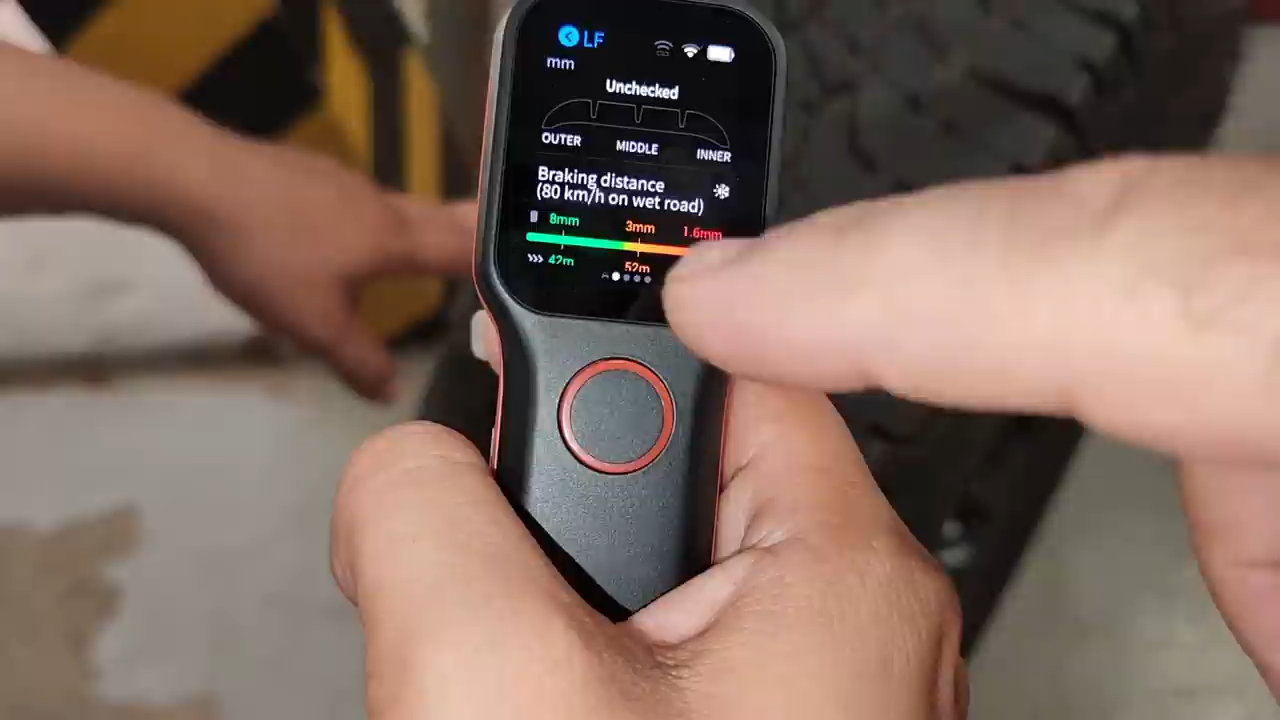 LF
mm
Unchecked
OUTER MIDDLE INNER
Braking distance
(80 km/h on wet road)
8mm 3mm 1.6mm
42m 52m